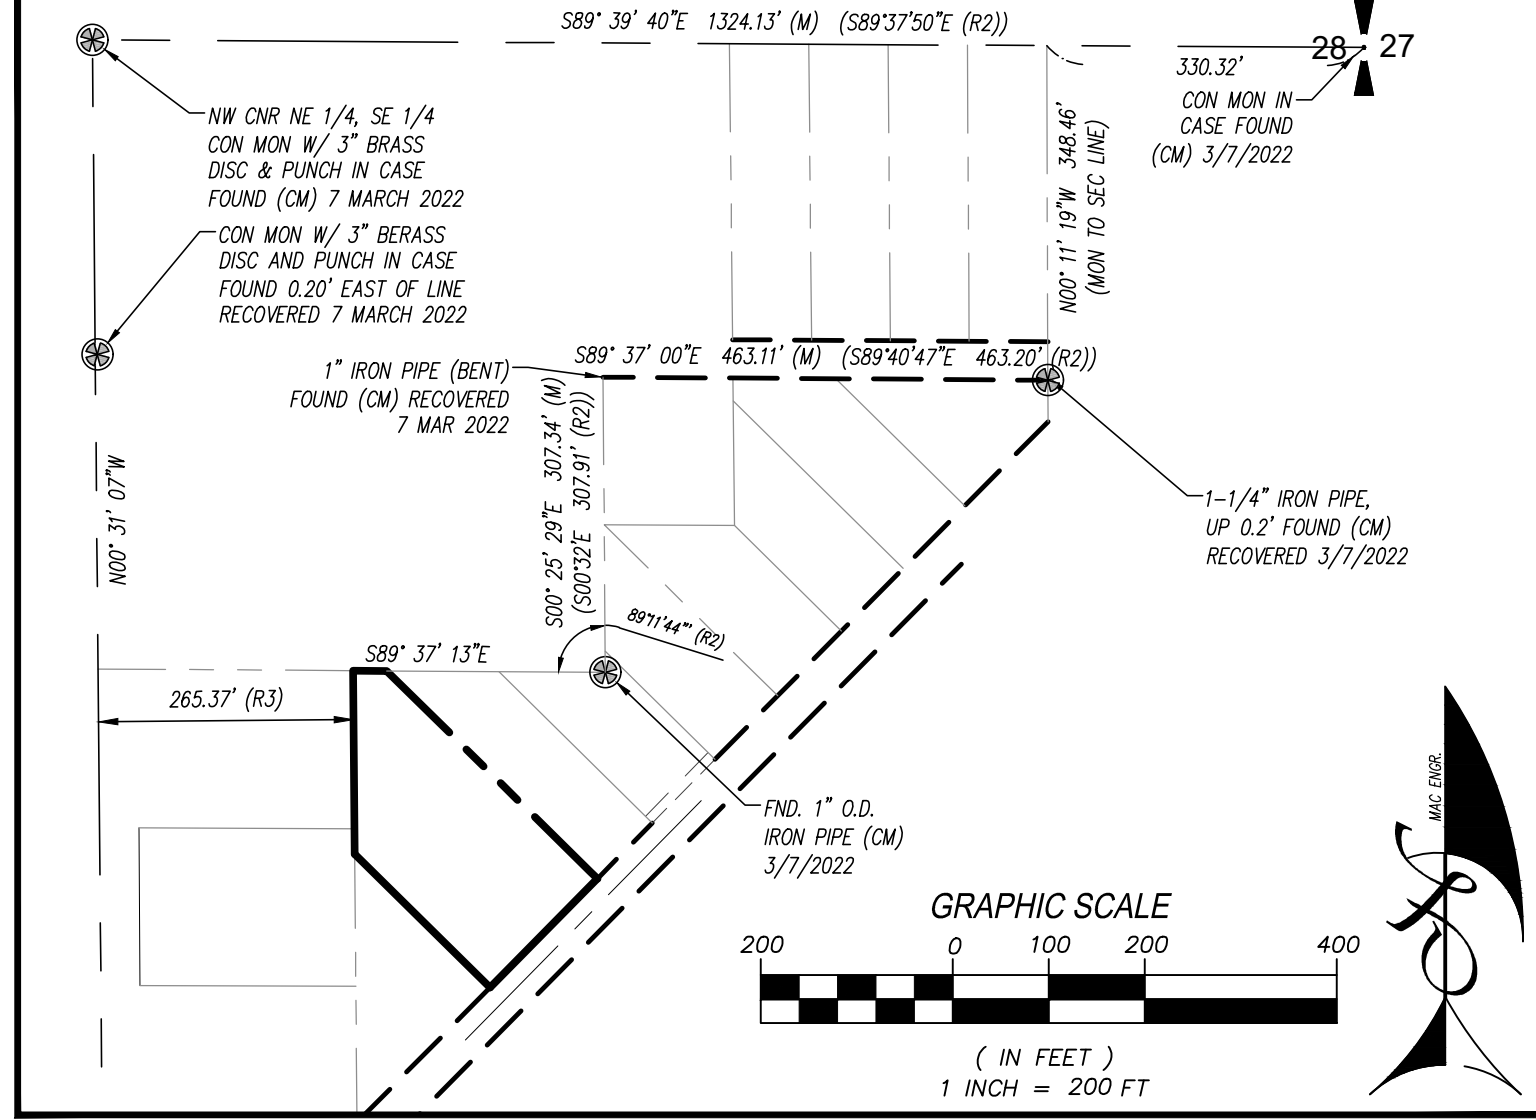 S89° 39' 40"E 1324.13' (M) (S89°37'50"E (R2))
28 27
330.32'
CON MON IN
CASE FOUND
(CM) 3/7/2022
NW CNR NE 1/4, SE 1/4
CON MON W/ 3" BRASS
DISC & PUNCH IN CASE
FOUND (CM) 7 MARCH 2022
N00° 11' 19"W 348.46'
(MON TO SEC LINE)
CON MON W/ 3" BERASS
DISC AND PUNCH IN CASE
FOUND 0.20' EAST OF LINE
RECOVERED 7 MARCH 2022
S89° 37' 00"E 463.11' (M) (S89°40'47"E 463.20' (R2))
1" IRON PIPE (BENT)
FOUND (CM) RECOVERED
7 MAR 2022
S00° 25' 29"E 307.34' (M)
(S00°32'E 307.91' (R2))
N00° 31' 07"W
1-1/4" IRON PIPE,
UP 0.2' FOUND (CM)
RECOVERED 3/7/2022
89°11'44"' (R2)
S89° 37' 13"E
265.37' (R3)
FND. 1" O.D.
IRON PIPE (CM)
3/7/2022
MAC ENGR.
GRAPHIC SCALE
200 0 100 200 400
( IN FEET )
1 INCH = 200 FT